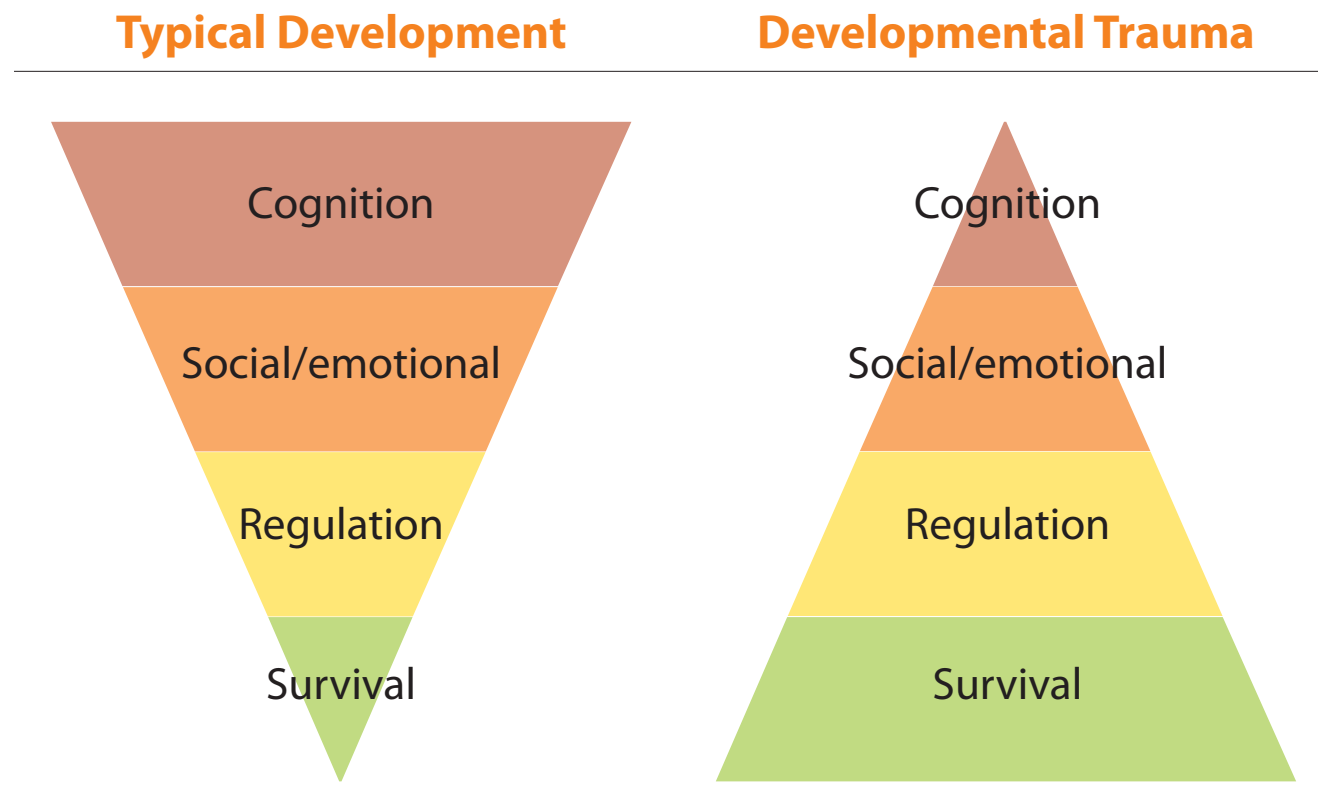 Typical Development
Developmental Trauma
Cognition
Social/emotional
Regulation
Survival
Cognition
Social/emotional
Regulation
Survival